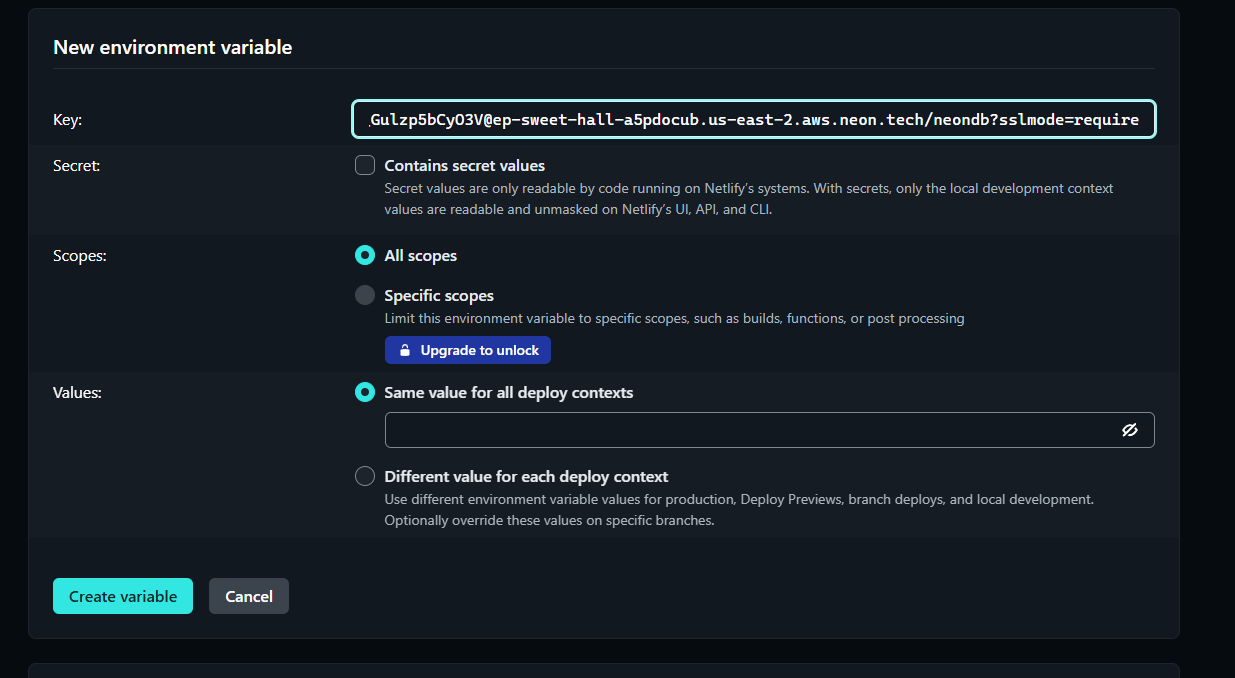 New environment variable
Key:
Gulzp5bCyO3V@ep-sweet-hall-a5pdocub.us-east-2.aws.neon.tech/neondb?sslmode=require
Secret:
Contains secret values
Secret values are only readable by code running on Netlify’s systems. With secrets, only the local development context
values are readable and unmasked on Netlify’s UI, API, and CLI.
Scopes:
All scopes
Specific scopes
Limit this environment variable to specific scopes, such as builds, functions, or post processing
Upgrade to unlock
Values:
Same value for all deploy contexts
Different value for each deploy context
Use different environment variable values for production, Deploy Previews, branch deploys, and local development.
Optionally override these values on specific branches.
Create variable
Cancel